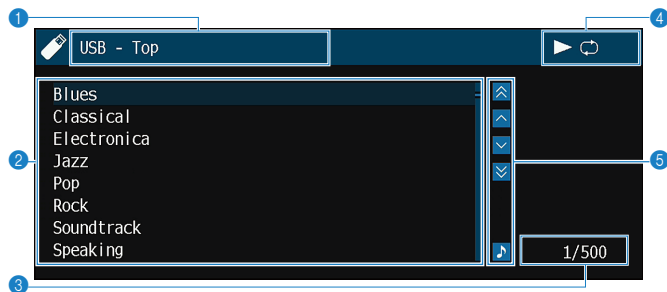 1
4
USB - Top
Blues
Classical
Electronica
2
5
Jazz
Pop
Rock
Soundtrack
Speaking
1/500
3